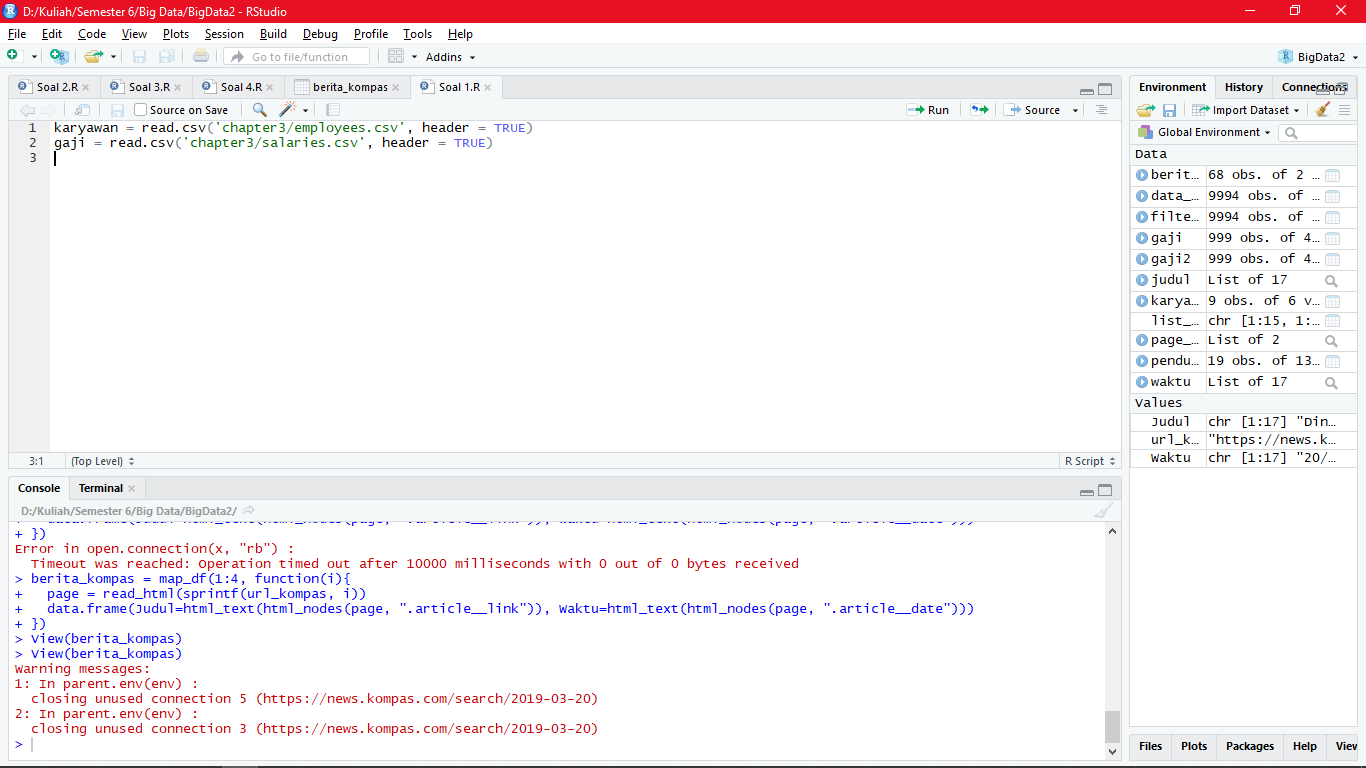 D:/Kuliah/Semester 6/Big Data/BigData2 - RStudio
File Edit Code View Plots Session Build Debug Profile Tools Help
Go to file/function Addins BigData2
Soal 2.R Soal 3.R Soal 4.R berita_kompas Soal 1.R
Source on Save Run Source
1 karyawan = read.csv('chapter3/employees.csv', header = TRUE)
2 gaji = read.csv('chapter3/salaries.csv', header = TRUE)
3
3:1 (Top Level) R Script
Console Terminal
D:/Kuliah/Semester 6/Big Data/BigData2/
+   data.frame(Judul=html_text(html_nodes(page, ".article__link")), Waktu=html_text(html_nodes(page, ".article__date")))
+ })
Error in open.connection(x, "rb") :
  Timeout was reached: Operation timed out after 10000 milliseconds with 0 out of 0 bytes received
> berita_kompas = map_df(1:4, function(i){
+   page = read_html(sprintf(url_kompas, i))
+   data.frame(Judul=html_text(html_nodes(page, ".article__link")), Waktu=html_text(html_nodes(page, ".article__date")))
+ })
> View(berita_kompas)
> View(berita_kompas)
Warning messages:
1: In parent.env(env) :
  closing unused connection 5 (https://news.kompas.com/search/2019-03-20)
2: In parent.env(env) :
  closing unused connection 3 (https://news.kompas.com/search/2019-03-20)
>
Environment History Connections
Import Dataset
Global Environment
Data
berit... 68 obs. of 2 ...
data_... 9994 obs. of ...
filte... 9994 obs. of ...
gaji 999 obs. of 4...
gaji2 999 obs. of 4...
judul List of 17
karya... 9 obs. of 6 v...
list_... chr [1:15, 1:...
page_... List of 2
pendu... 19 obs. of 13...
waktu List of 17
Values
Judul chr [1:17] "Din...
url_k... "https://news.k...
Waktu chr [1:17] "20/...
Files Plots Packages Help View